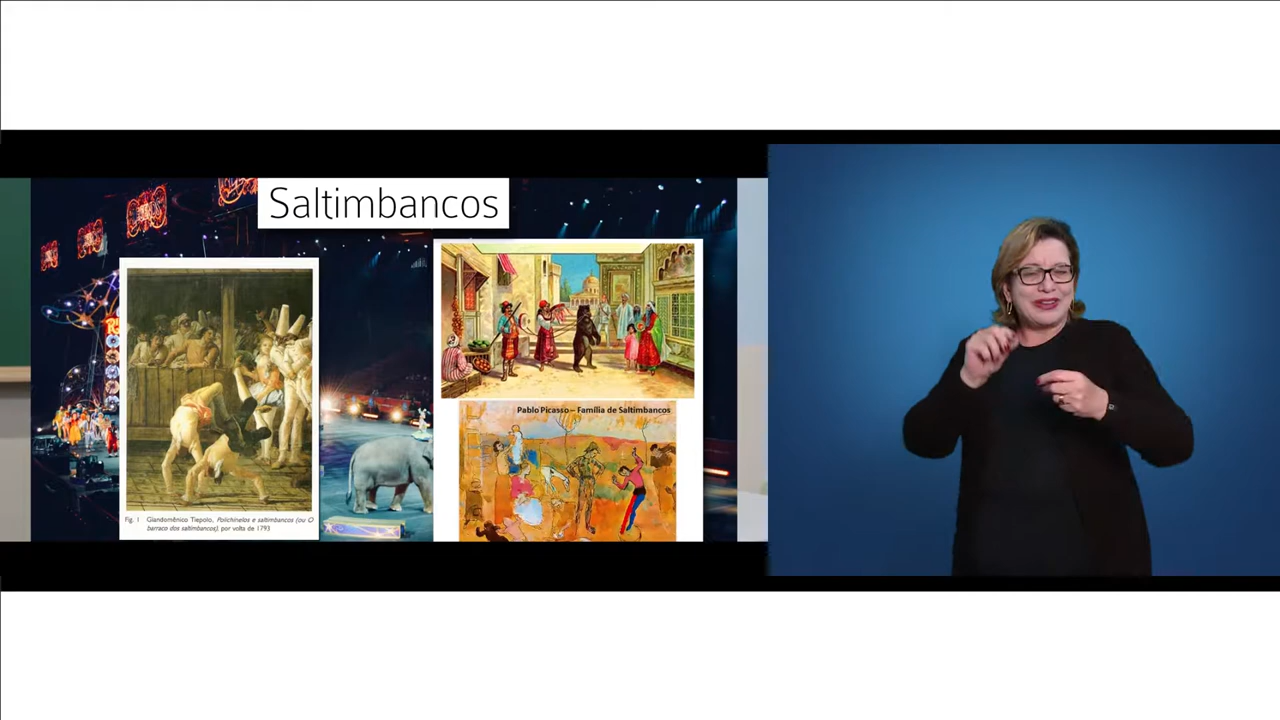 Saltimbancos
Pablo Picasso – Família de Saltimbancos
Fig. 1 Giandomênico Tiepolo, Polichinelos e saltimbancos (ou O
barraco dos saltimbancos), por volta de 1793